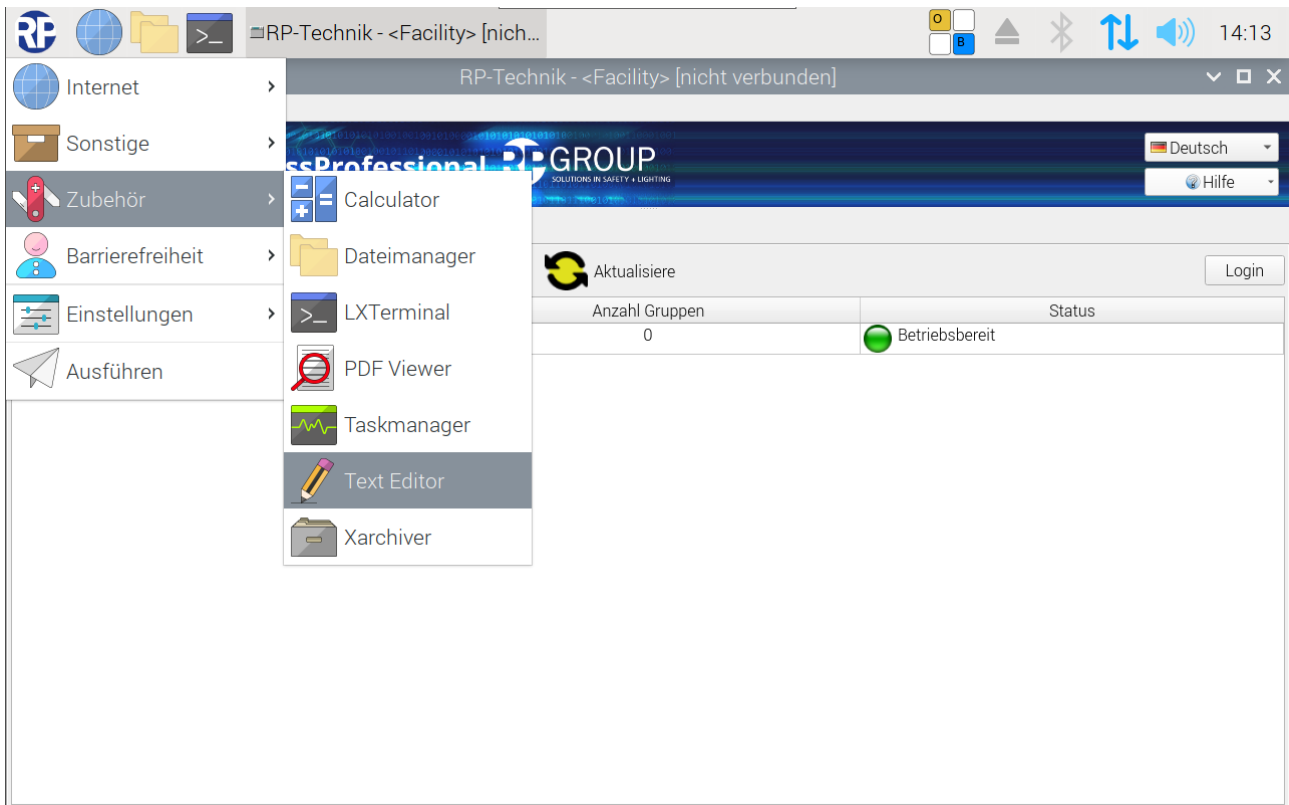 RP-Technik - <Facility> [nich...
O
B
14:13
RP-Technik - <Facility> [nicht verbunden]
Internet
Sonstige
Zubehör
Barrierefreiheit
Einstellungen
Ausführen
ssProfessional
RP GROUP
SOLUTIONS IN SAFETY + LIGHTING
Deutsch
Hilfe
Calculator
Dateimanager
LXTerminal
PDF Viewer
Taskmanager
Text Editor
Xarchiver
Aktualisiere
Login
Anzahl Gruppen
Status
0
Betriebsbereit